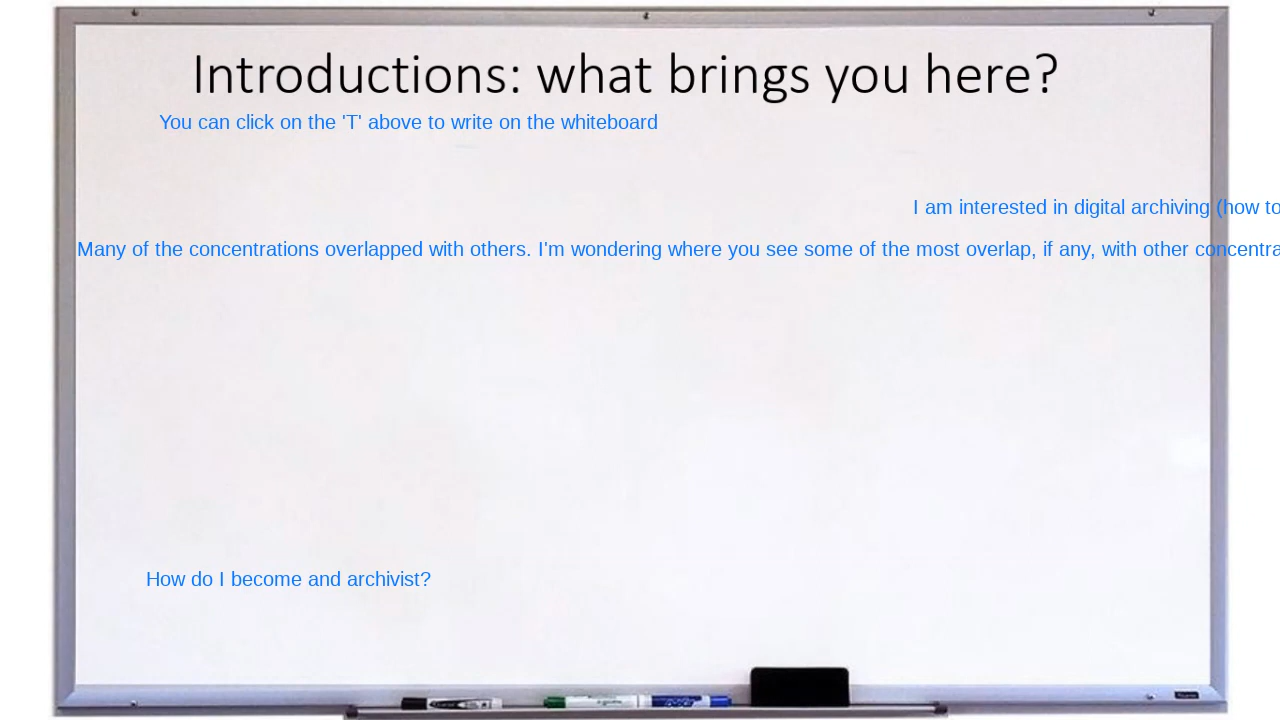 Introductions: what brings you here?
You can click on the 'T' above to write on the whiteboard
I am interested in digital archiving (how to
Many of the concentrations overlapped with others. I'm wondering where you see some of the most overlap, if any, with other concentra
How do I become and archivist?